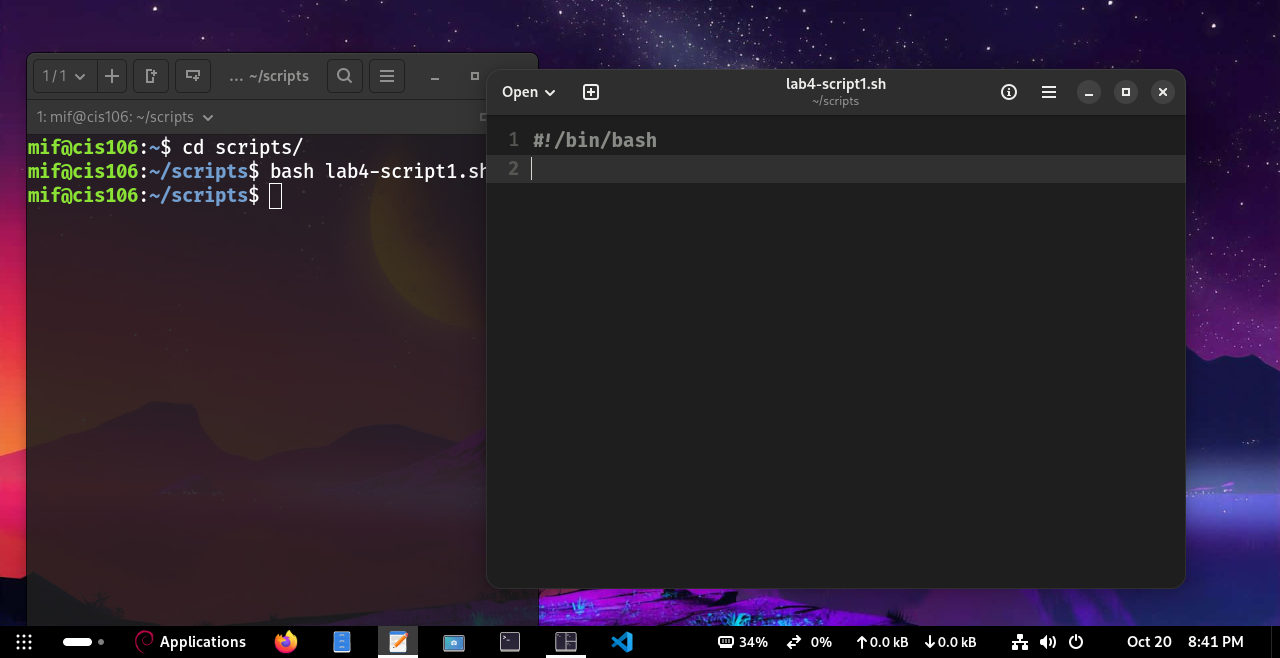 1 / 1
... ~/scripts
1: mif@cis106: ~/scripts
mif@cis106:~$ cd scripts/
mif@cis106:~/scripts$ bash lab4-script1.sh
mif@cis106:~/scripts$
Open
lab4-script1.sh
~/scripts
1 #!/bin/bash
2
Applications
34%
0%
0.0 kB
0.0 kB
Oct 20
8:41 PM